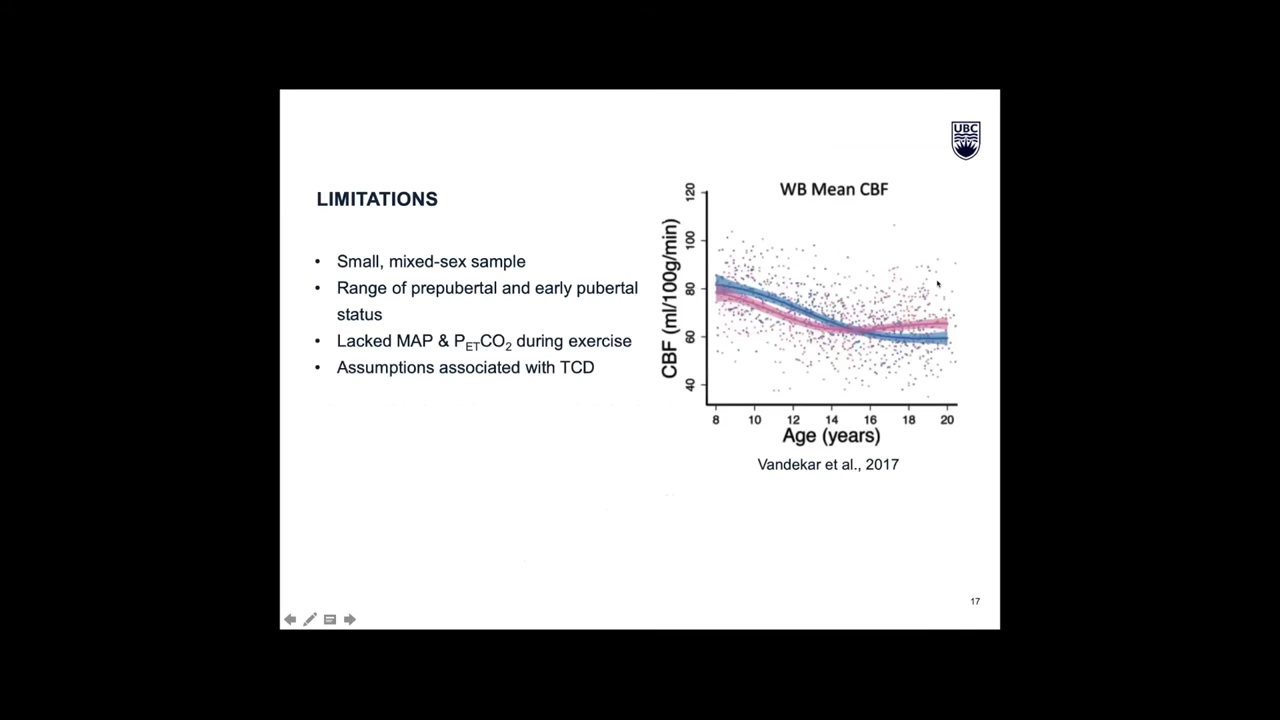 UBC
LIMITATIONS
• Small, mixed-sex sample
• Range of prepubertal and early pubertal
status
• Lacked MAP & PETCO2 during exercise
• Assumptions associated with TCD
WB Mean CBF
CBF (ml/100g/min)
120
100
80
60
40
8 10 12 14 16 18 20
Age (years)
Vandekar et al., 2017
17